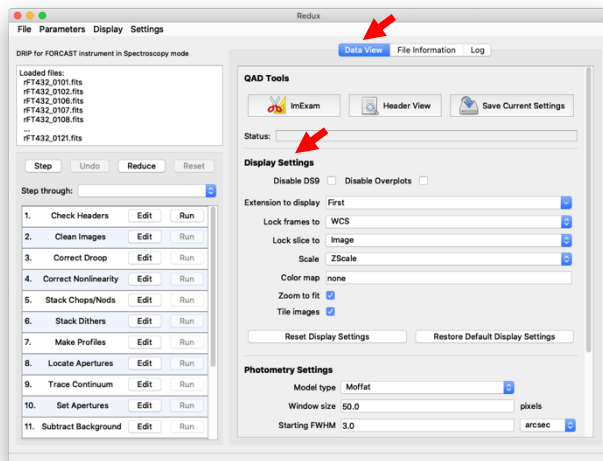 Redux
File Parameters Display Settings
DRIP for FORCAST instrument in Spectroscopy mode
Loaded files:
rFT432_0101.fits
rFT432_0102.fits
rFT432_0106.fits
rFT432_0107.fits
rFT432_0108.fits
...
rFT432_0121.fits
Step Undo Reduce Reset
Step through:
1. Check Headers Edit Run
2. Clean Images Edit Run
3. Correct Droop Edit Run
4. Correct Nonlinearity Edit Run
5. Stack Chops/Nods Edit Run
6. Stack Dithers Edit Run
7. Make Profiles Edit Run
8. Locate Apertures Edit Run
9. Trace Continuum Edit Run
10. Set Apertures Edit Run
11. Subtract Background Edit Run
Data View File Information Log
QAD Tools
ImExam Header View Save Current Settings
Status:
Display Settings
Disable DS9 Disable Overplots
Extension to display First
Lock frames to WCS
Lock slice to Image
Scale ZScale
Color map none
Zoom to fit
Tile images
Reset Display Settings Restore Default Display Settings
Photometry Settings
Model type Moffat
Window size 50.0 pixels
Starting FWHM 3.0 arcsec